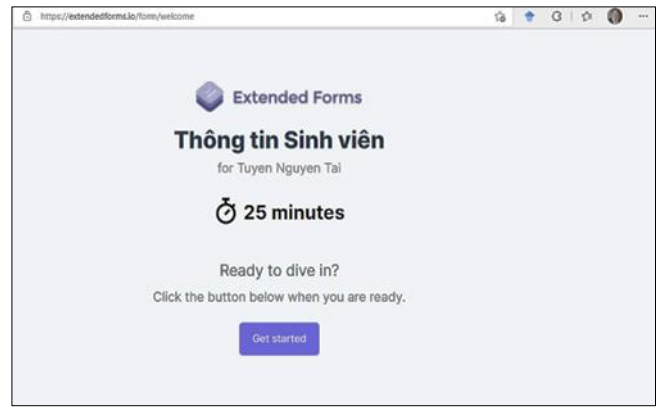 https://extendedforms.io/form/welcome
Extended Forms
Thông tin Sinh viên
for Tuyen Nguyen Tai
25 minutes
Ready to dive in?
Click the button below when you are ready.
Get started